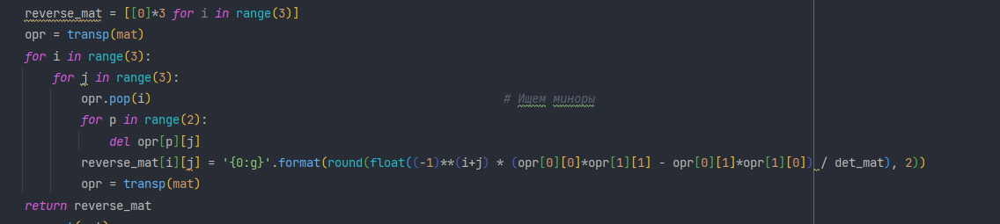 reverse_mat = [[0]*3 for i in range(3)]
opr = transp(mat)
for i in range(3):
for j in range(3):
opr.pop(i) # Ищем миноры
for p in range(2):
del opr[p][j]
reverse_mat[i][j] = '{0:g}'.format(round(float((-1)**(i+j) * (opr[0][0]*opr[1][1] - opr[0][1]*opr[1][0]) / det_mat), 2))
opr = transp(mat)
return reverse_mat